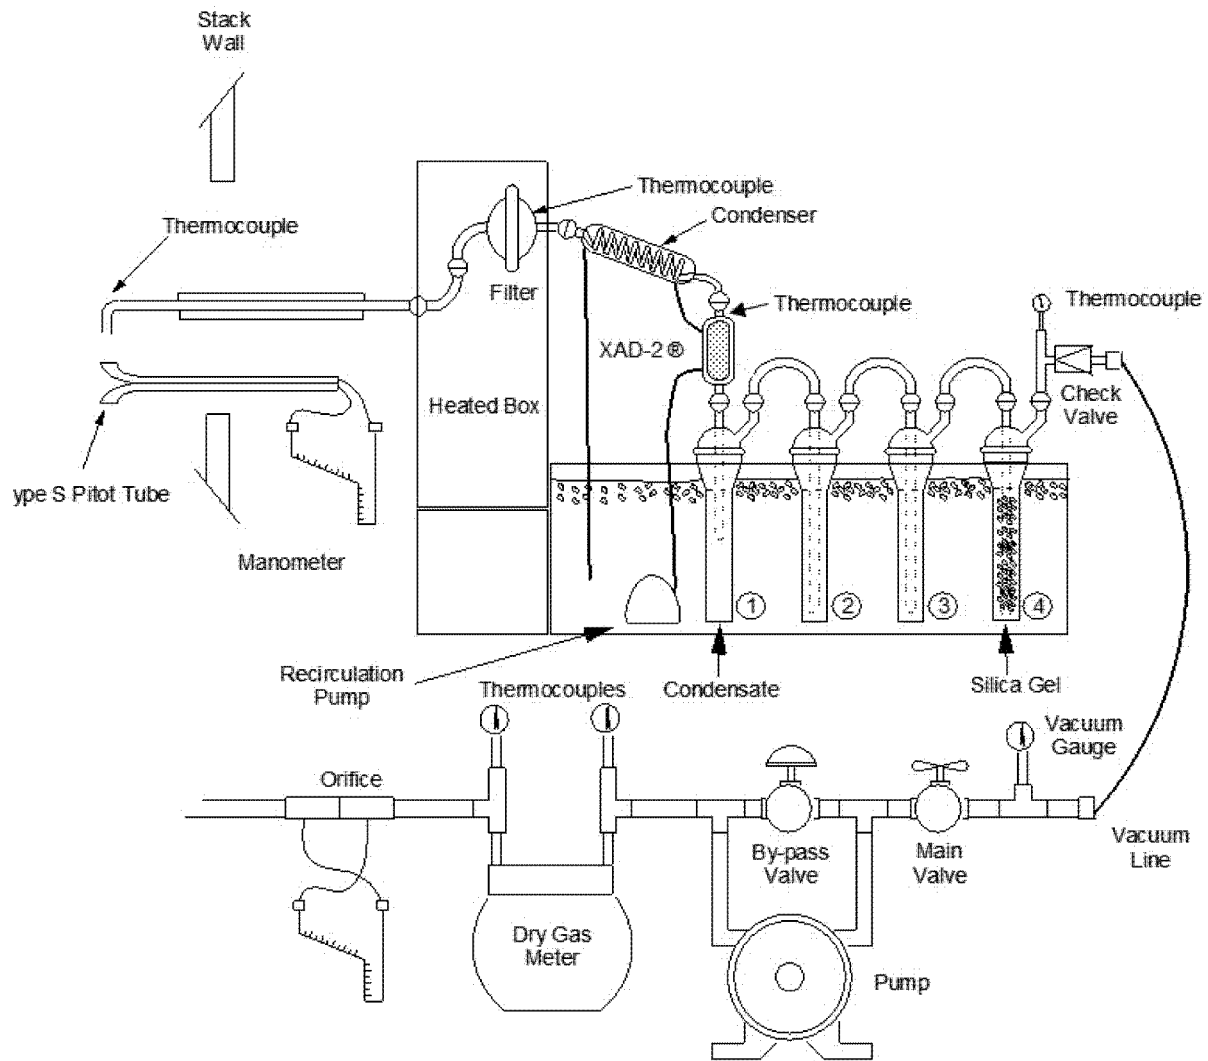 Stack
Wall
Thermocouple
Thermocouple
Condenser
Filter
Thermocouple
Thermocouple
XAD-2 ®
Check
Valve
Heated Box
ype S Pitot Tube
Manometer
1
2
3
4
Recirculation
Pump
Thermocouples
Condensate
Silica Gel
Vacuum
Gauge
Orifice
By-pass
Valve
Main
Valve
Vacuum
Line
Dry Gas
Meter
Pump